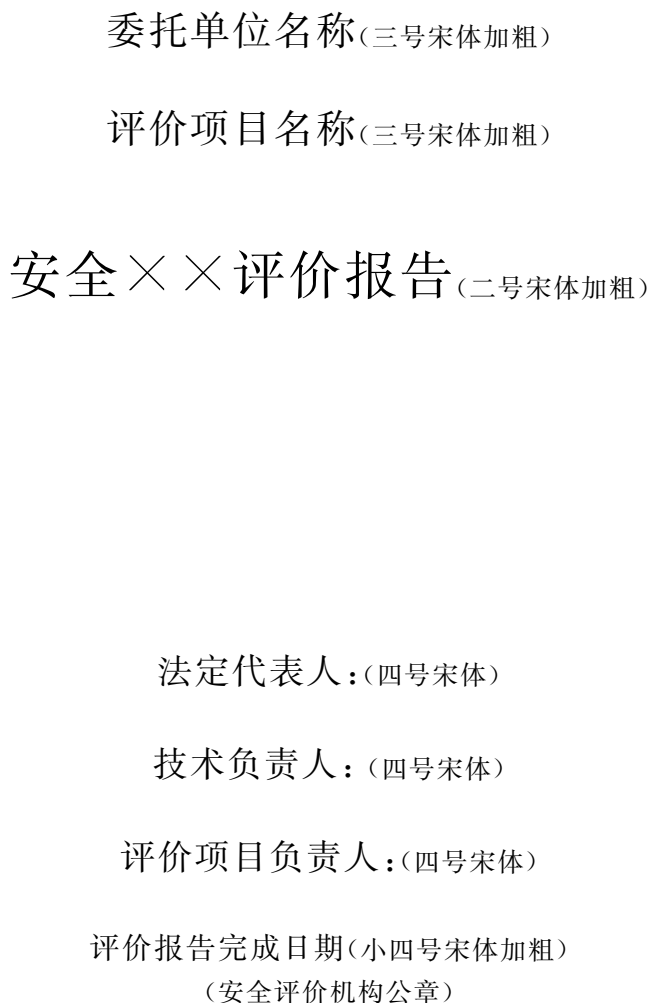 委托单位名称(三号宋体加粗)
评价项目名称(三号宋体加粗)
安全××评价报告(二号宋体加粗)
法定代表人:(四号宋体)
技术负责人:(四号宋体)
评价项目负责人:(四号宋体)
评价报告完成日期(小四号宋体加粗)
(安全评价机构公章)